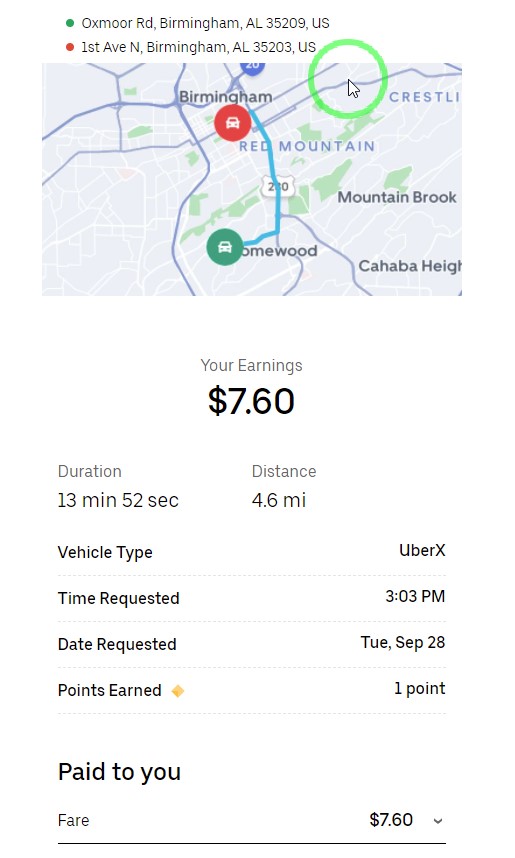 Oxmoor Rd, Birmingham, AL 35209, US
1st Ave N, Birmingham, AL 35203, US
20
Birmingham
CRESTLI
RED MOUNTAIN
280
Mountain Brook
omewood
Cahaba Heigh
Your Earnings
$7.60
Duration Distance
13 min 52 sec 4.6 mi
Vehicle Type UberX
Time Requested 3:03 PM
Date Requested Tue, Sep 28
Points Earned 1 point
Paid to you
Fare $7.60